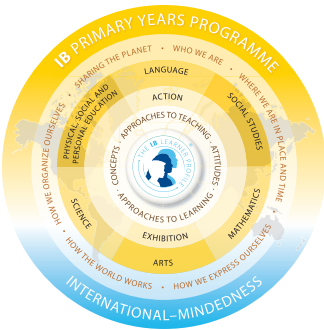 IB PRIMARY YEARS PROGRAMME
INTERNATIONAL–MINDEDNESS
SHARING THE PLANET • WHO WE ARE • WHERE WE ARE IN PLACE AND TIME • HOW WE EXPRESS OURSELVES • HOW THE WORLD WORKS • HOW WE ORGANIZE OURSELVES •
LANGUAGE
SOCIAL STUDIES
MATHEMATICS
ARTS
SCIENCE
PHYSICAL, SOCIAL AND
PERSONAL EDUCATION
ACTION
EXHIBITION
APPROACHES TO TEACHING • ATTITUDES • APPROACHES TO LEARNING • CONCEPTS •
THE IB LEARNER PROFILE